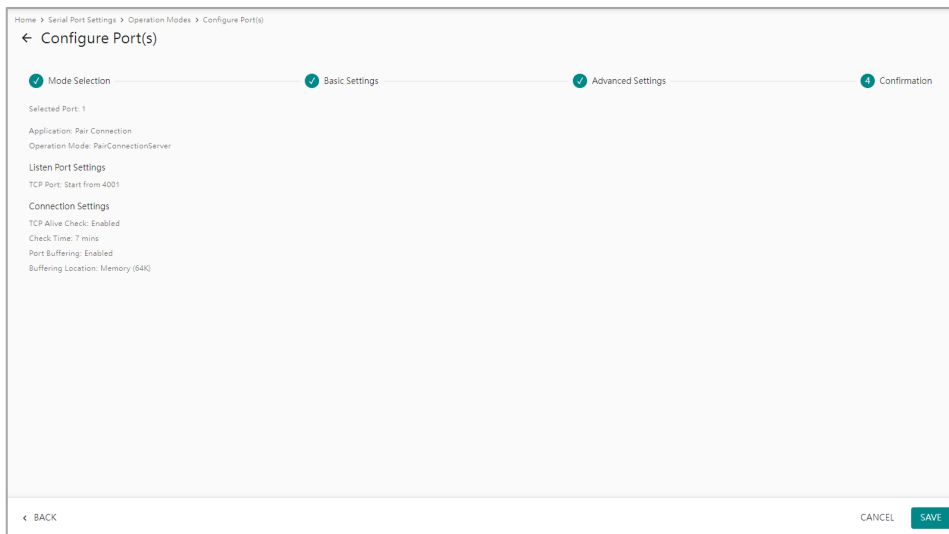 Home > Serial Port Settings > Operation Modes > Configure Port(s)
← Configure Port(s)
Mode Selection
Basic Settings
Advanced Settings
4 Confirmation
Selected Port: 1
Application: Pair Connection
Operation Mode: PairConnectionServer
Listen Port Settings
TCP Port: Start from 4001
Connection Settings
TCP Alive Check: Enabled
Check Time: 7 mins
Port Buffering: Enabled
Buffering Location: Memory (64K)
< BACK
CANCEL
SAVE